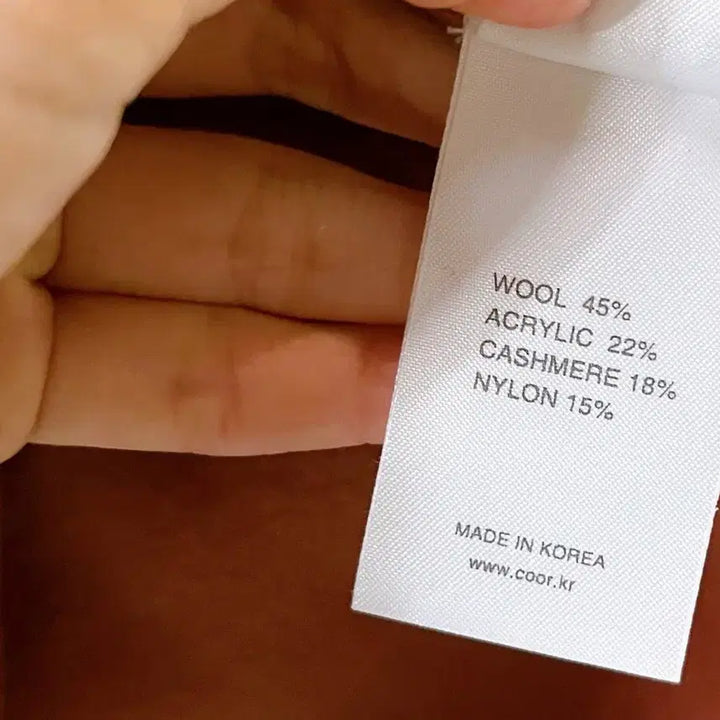 WOOL 45%
ACRYLIC 22%
CASHMERE 18%
NYLON 15%
MADE IN KOREA
www.coor.kr